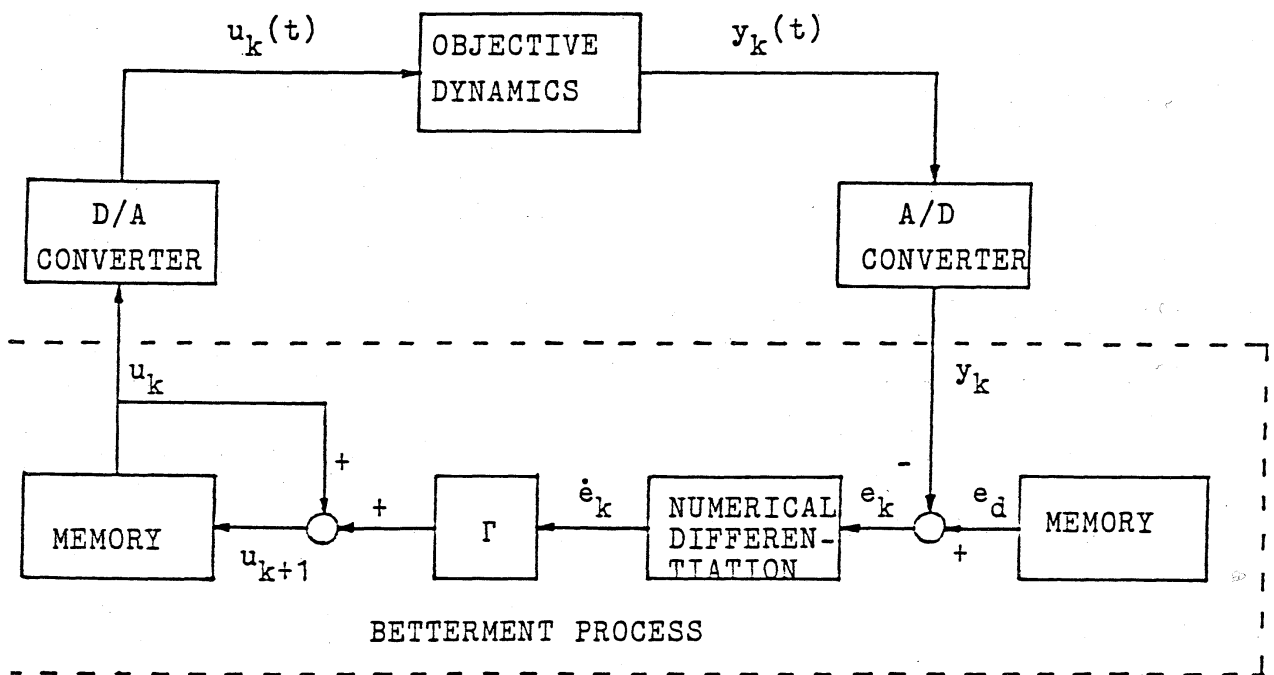 u_k(t)
OBJECTIVE
DYNAMICS
y_k(t)
D/A
CONVERTER
A/D
CONVERTER
u_k
y_k
+
-
MEMORY
u_{k+1}
+
Γ
ė_k
NUMERICAL
DIFFEREN-
TIATION
e_k
e_d
+
MEMORY
BETTERMENT PROCESS